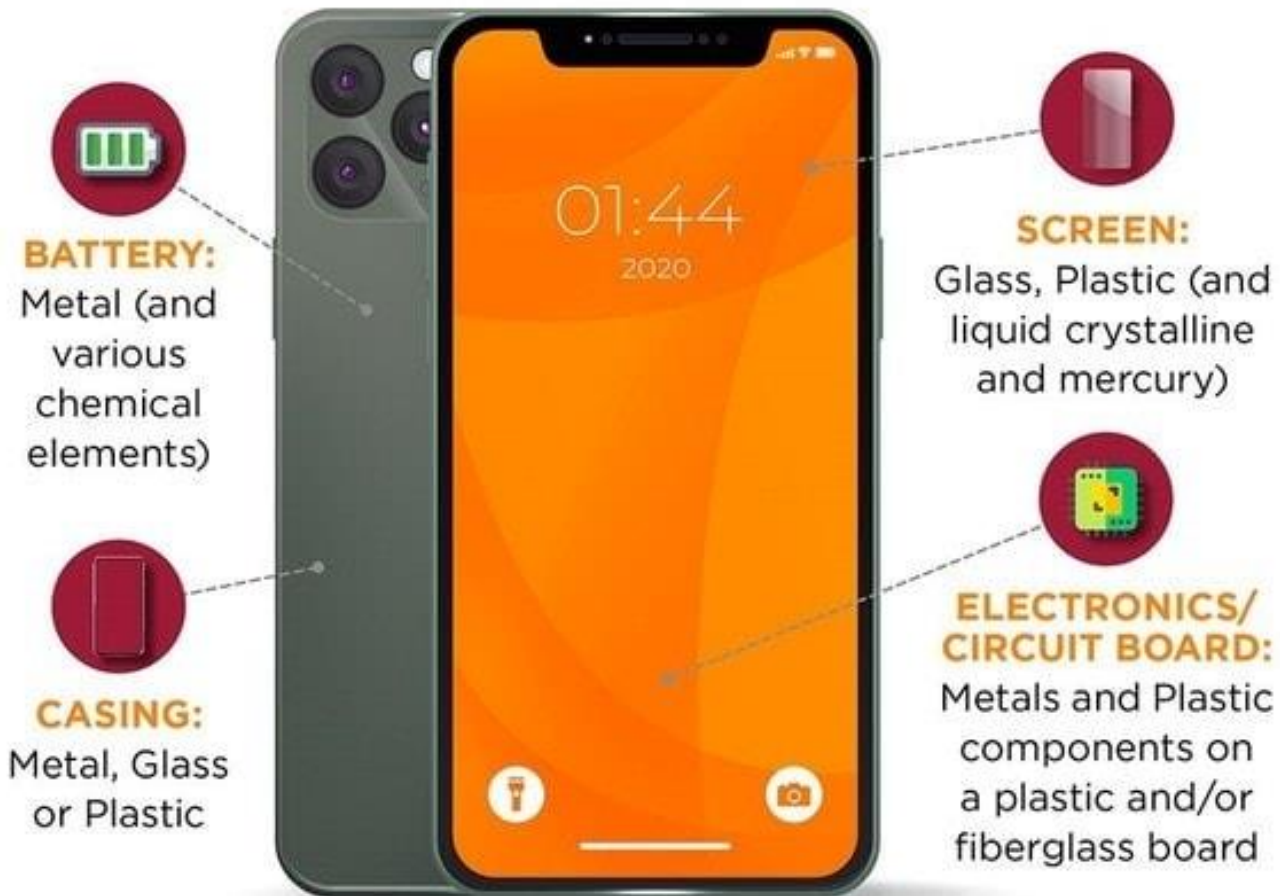 01:44
2020
BATTERY:
Metal (and
various
chemical
elements)
CASING:
Metal, Glass
or Plastic
SCREEN:
Glass, Plastic (and
liquid crystalline
and mercury)
ELECTRONICS/
CIRCUIT BOARD:
Metals and Plastic
components on
a plastic and/or
fiberglass board